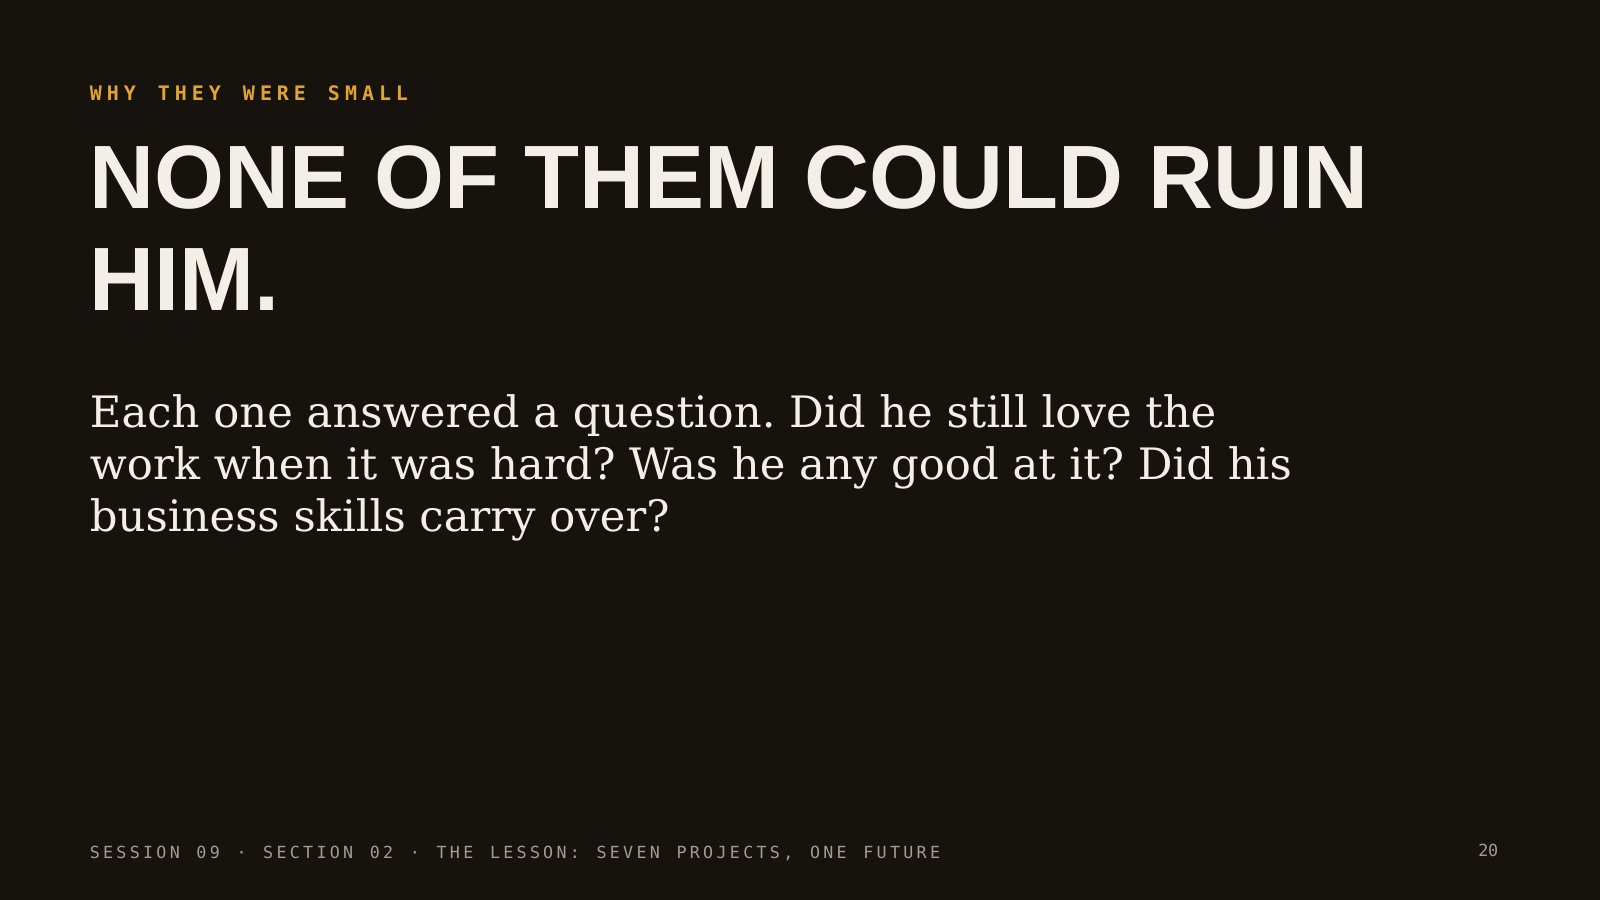 WHY THEY WERE SMALL
NONE OF THEM COULD RUIN
HIM.
Each one answered a question. Did he still love the
work when it was hard? Was he any good at it? Did his
business skills carry over?
SESSION 09 · SECTION 02 · THE LESSON: SEVEN PROJECTS, ONE FUTURE
20